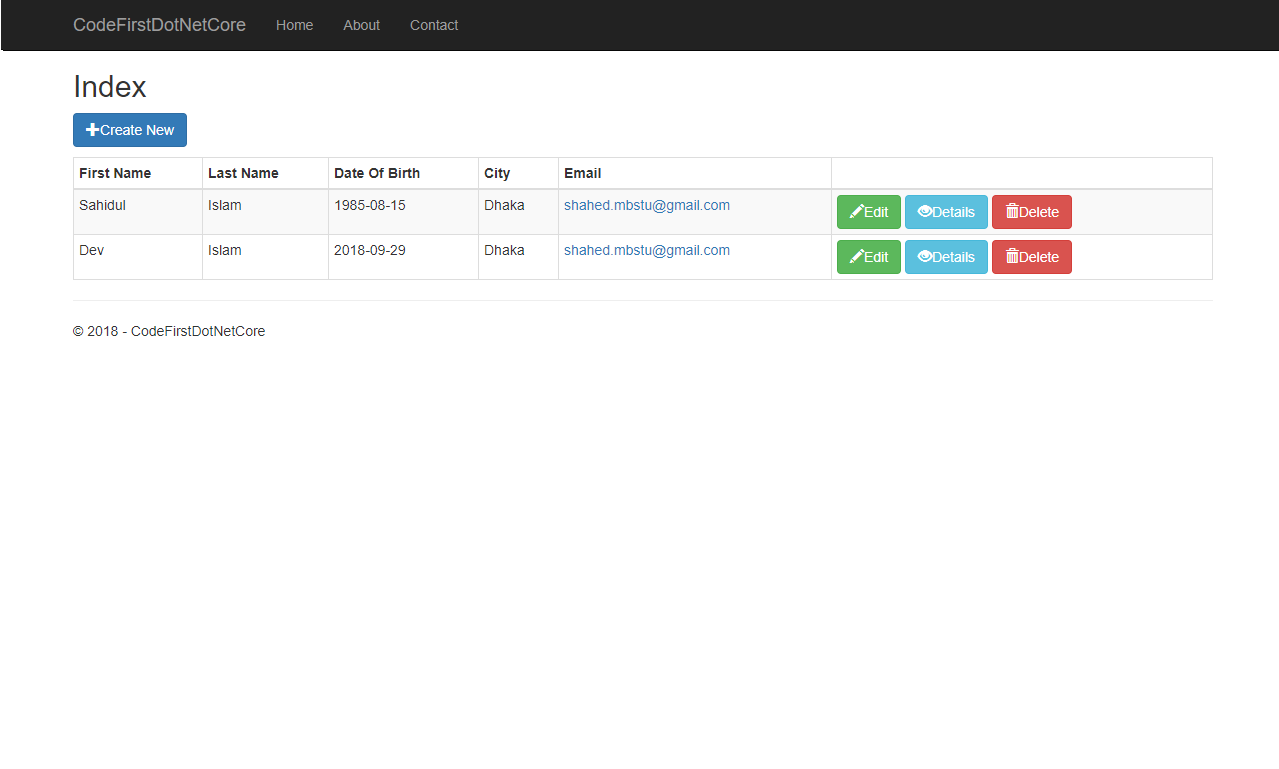 CodeFirstDotNetCore Home About Contact
Index
Create New
First Name Last Name Date Of Birth City Email
Sahidul Islam 1985-08-15 Dhaka shahed.mbstu@gmail.com Edit Details Delete
Dev Islam 2018-09-29 Dhaka shahed.mbstu@gmail.com Edit Details Delete
© 2018 - CodeFirstDotNetCore